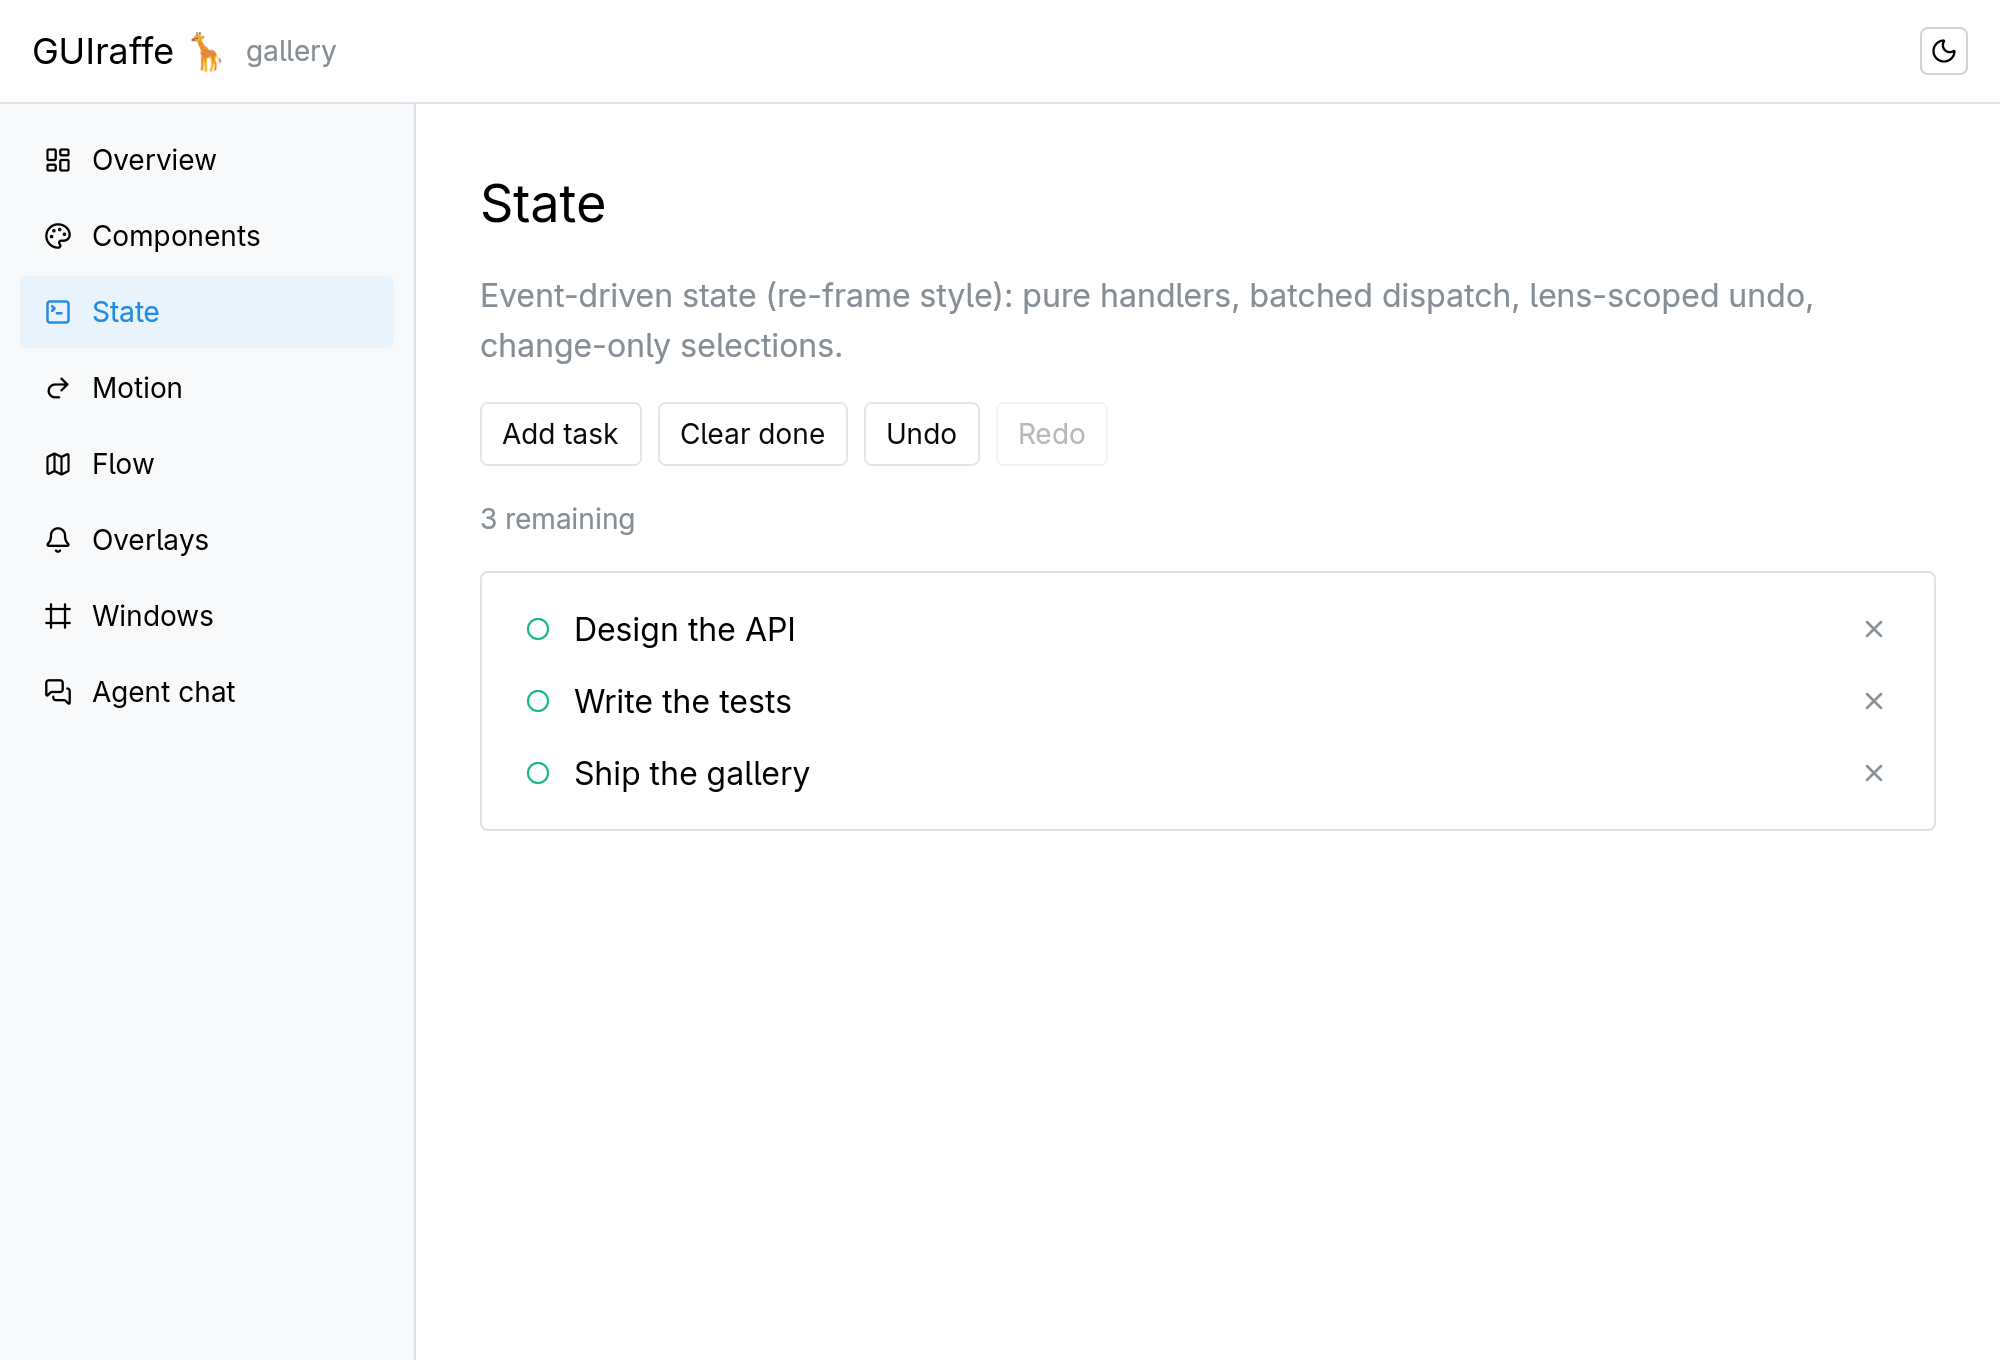 GUIraffe 🦒 gallery
Overview
Components
State
Motion
Flow
Overlays
Windows
Agent chat
State
Event-driven state (re-frame style): pure handlers, batched dispatch, lens-scoped undo,
change-only selections.
Add task Clear done Undo Redo
3 remaining
Design the API
Write the tests
Ship the gallery